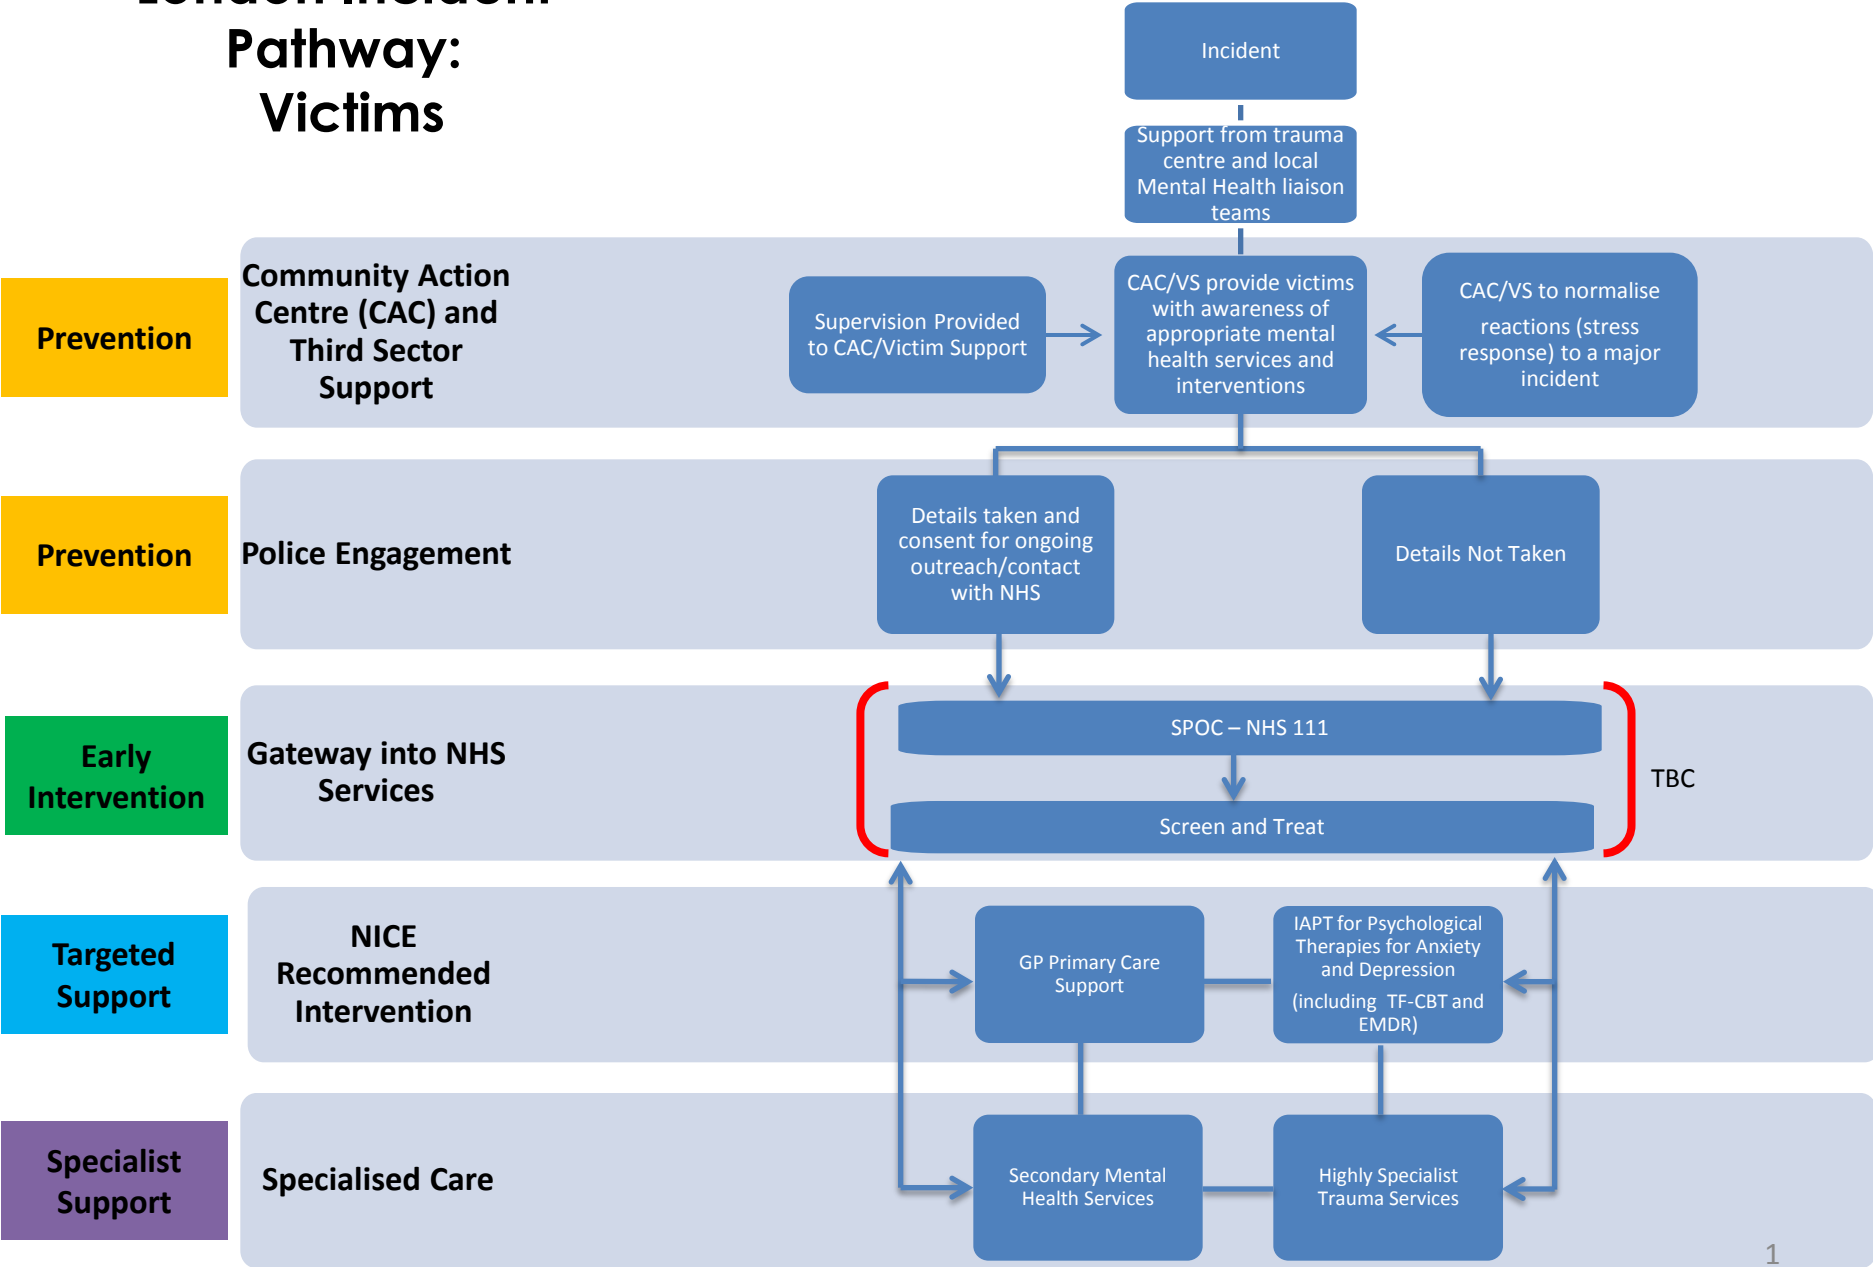 London Incident
Pathway:
Victims
Incident
Support from trauma
centre and local
Mental Health liaison
teams
Prevention
Community Action
Centre (CAC) and
Third Sector
Support
Supervision Provided
to CAC/Victim Support
CAC/VS provide victims
with awareness of
appropriate mental
health services and
interventions
CAC/VS to normalise
reactions (stress
response) to a major
incident
Prevention
Police Engagement
Details taken and
consent for ongoing
outreach/contact
with NHS
Details Not Taken
Early
Intervention
Gateway into NHS
Services
SPOC – NHS 111
Screen and Treat
TBC
Targeted
Support
NICE
Recommended
Intervention
GP Primary Care
Support
IAPT for Psychological
Therapies for Anxiety
and Depression
(including TF-CBT and
EMDR)
Specialist
Support
Specialised Care
Secondary Mental
Health Services
Highly Specialist
Trauma Services
1